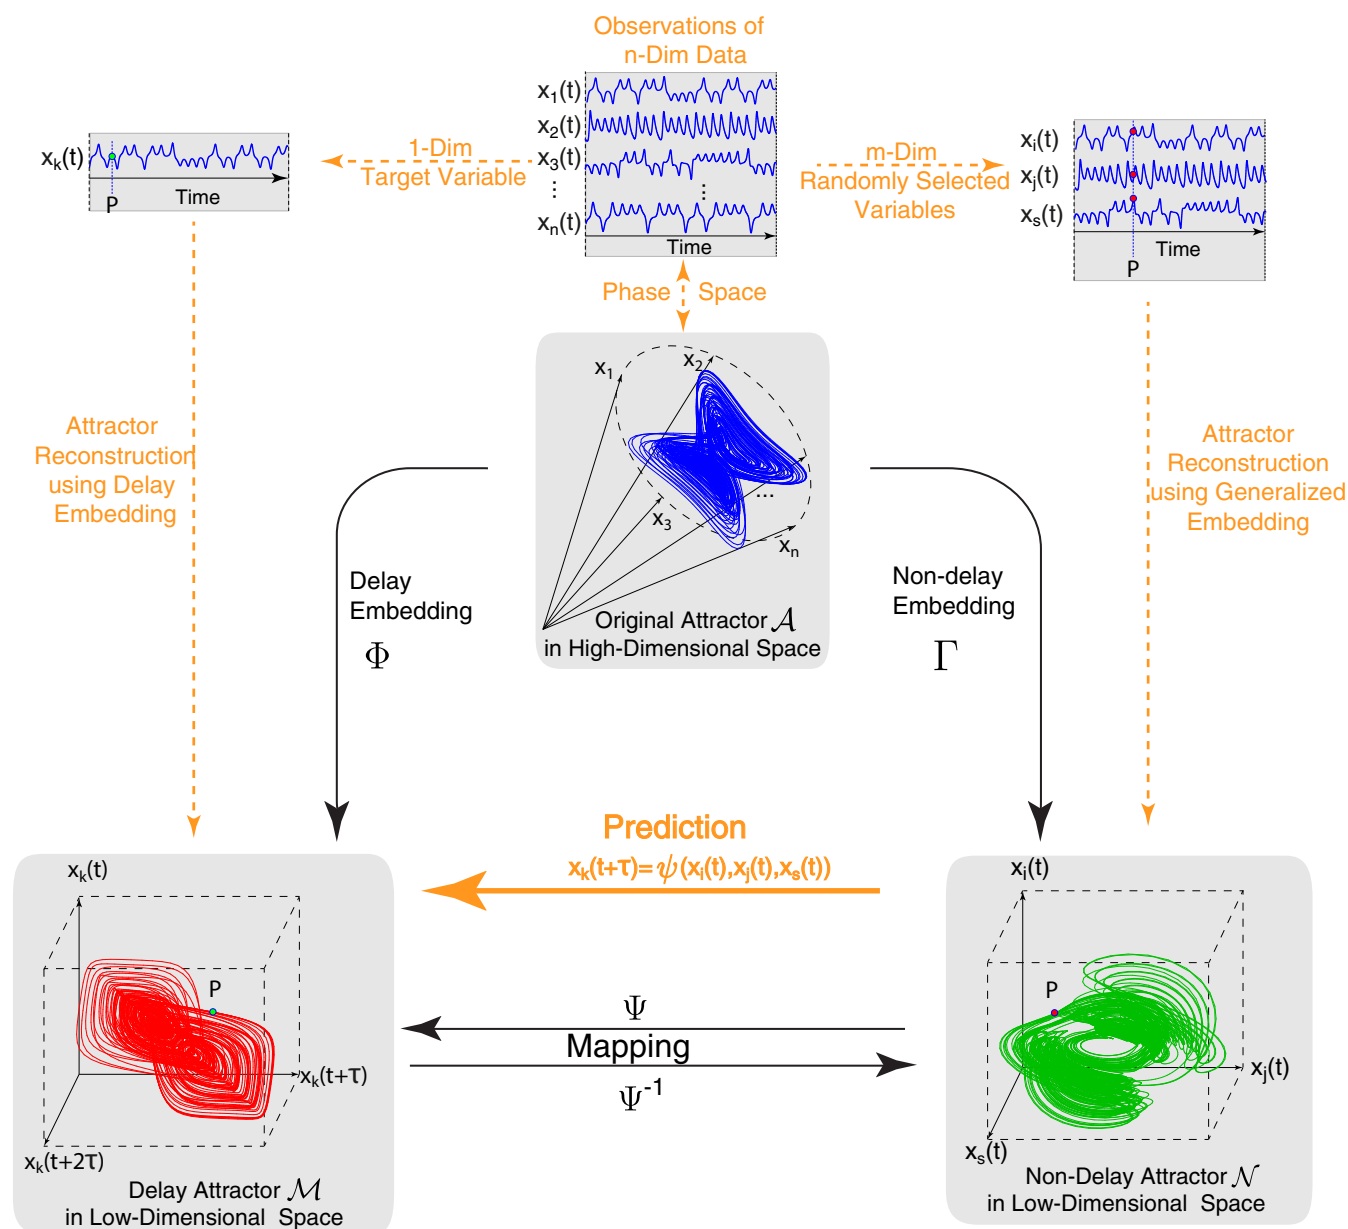 Observations of
n-Dim Data
x1(t)
x2(t)
x3(t)
⋮
...
xn(t)
Time
xk(t)
Time
P
1-Dim
Target Variable
m-Dim
Randomly Selected
Variables
xi(t)
xj(t)
xs(t)
Time
P
Phase Space
x1
x2
...
x3
xn
Original Attractor 𝒜
in High-Dimensional Space
Attractor
Reconstruction
using Delay
Embedding
Attractor
Reconstruction
using Generalized
Embedding
Delay
Embedding
Φ
Non-delay
Embedding
Γ
Prediction
xk(t+τ)=ψ(xi(t),xj(t),xs(t))
Ψ
Mapping
Ψ-1
xk(t)
P
xk(t+τ)
xk(t+2τ)
Delay Attractor ℳ
in Low-Dimensional Space
xi(t)
P
xj(t)
xs(t)
Non-Delay Attractor 𝒩
in Low-Dimensional Space